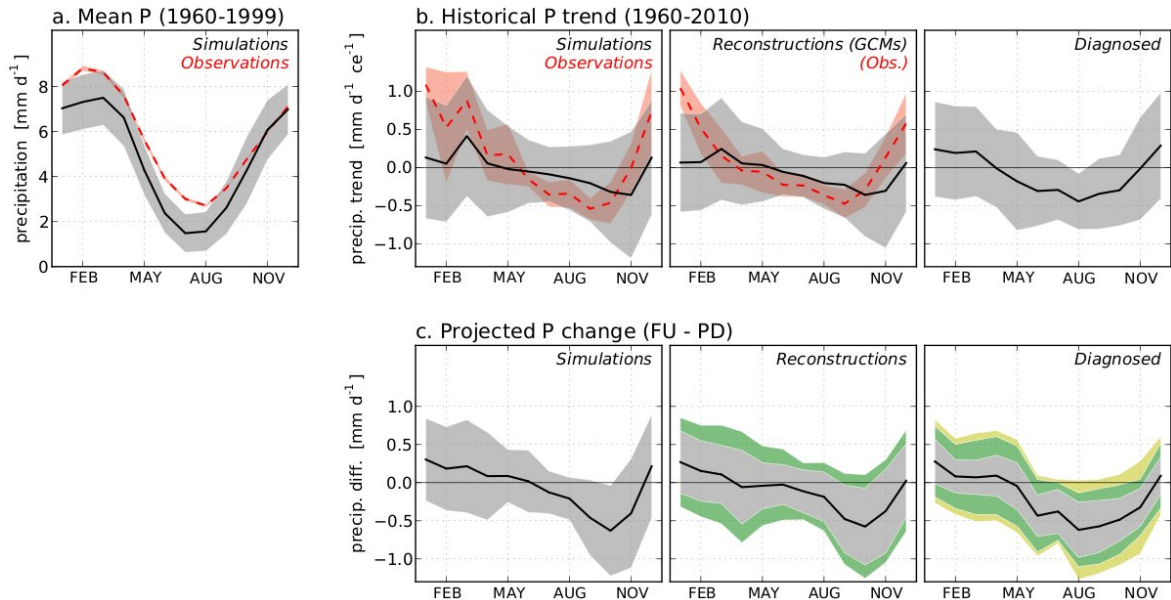 a. Mean P (1960-1999)
b. Historical P trend (1960-2010)
Simulations
Observations
Simulations
Observations
Reconstructions (GCMs)
(Obs.)
Diagnosed
precipitation [mm d⁻¹]
8
6
4
2
0
FEB MAY AUG NOV
precip. trend [mm d⁻¹ ce⁻¹]
1.0
0.5
0.0
−0.5
−1.0
FEB MAY AUG NOV
FEB MAY AUG NOV
FEB MAY AUG NOV
c. Projected P change (FU - PD)
Simulations
Reconstructions
Diagnosed
precip. diff. [mm d⁻¹]
1.0
0.5
0.0
−0.5
−1.0
FEB MAY AUG NOV
FEB MAY AUG NOV
FEB MAY AUG NOV